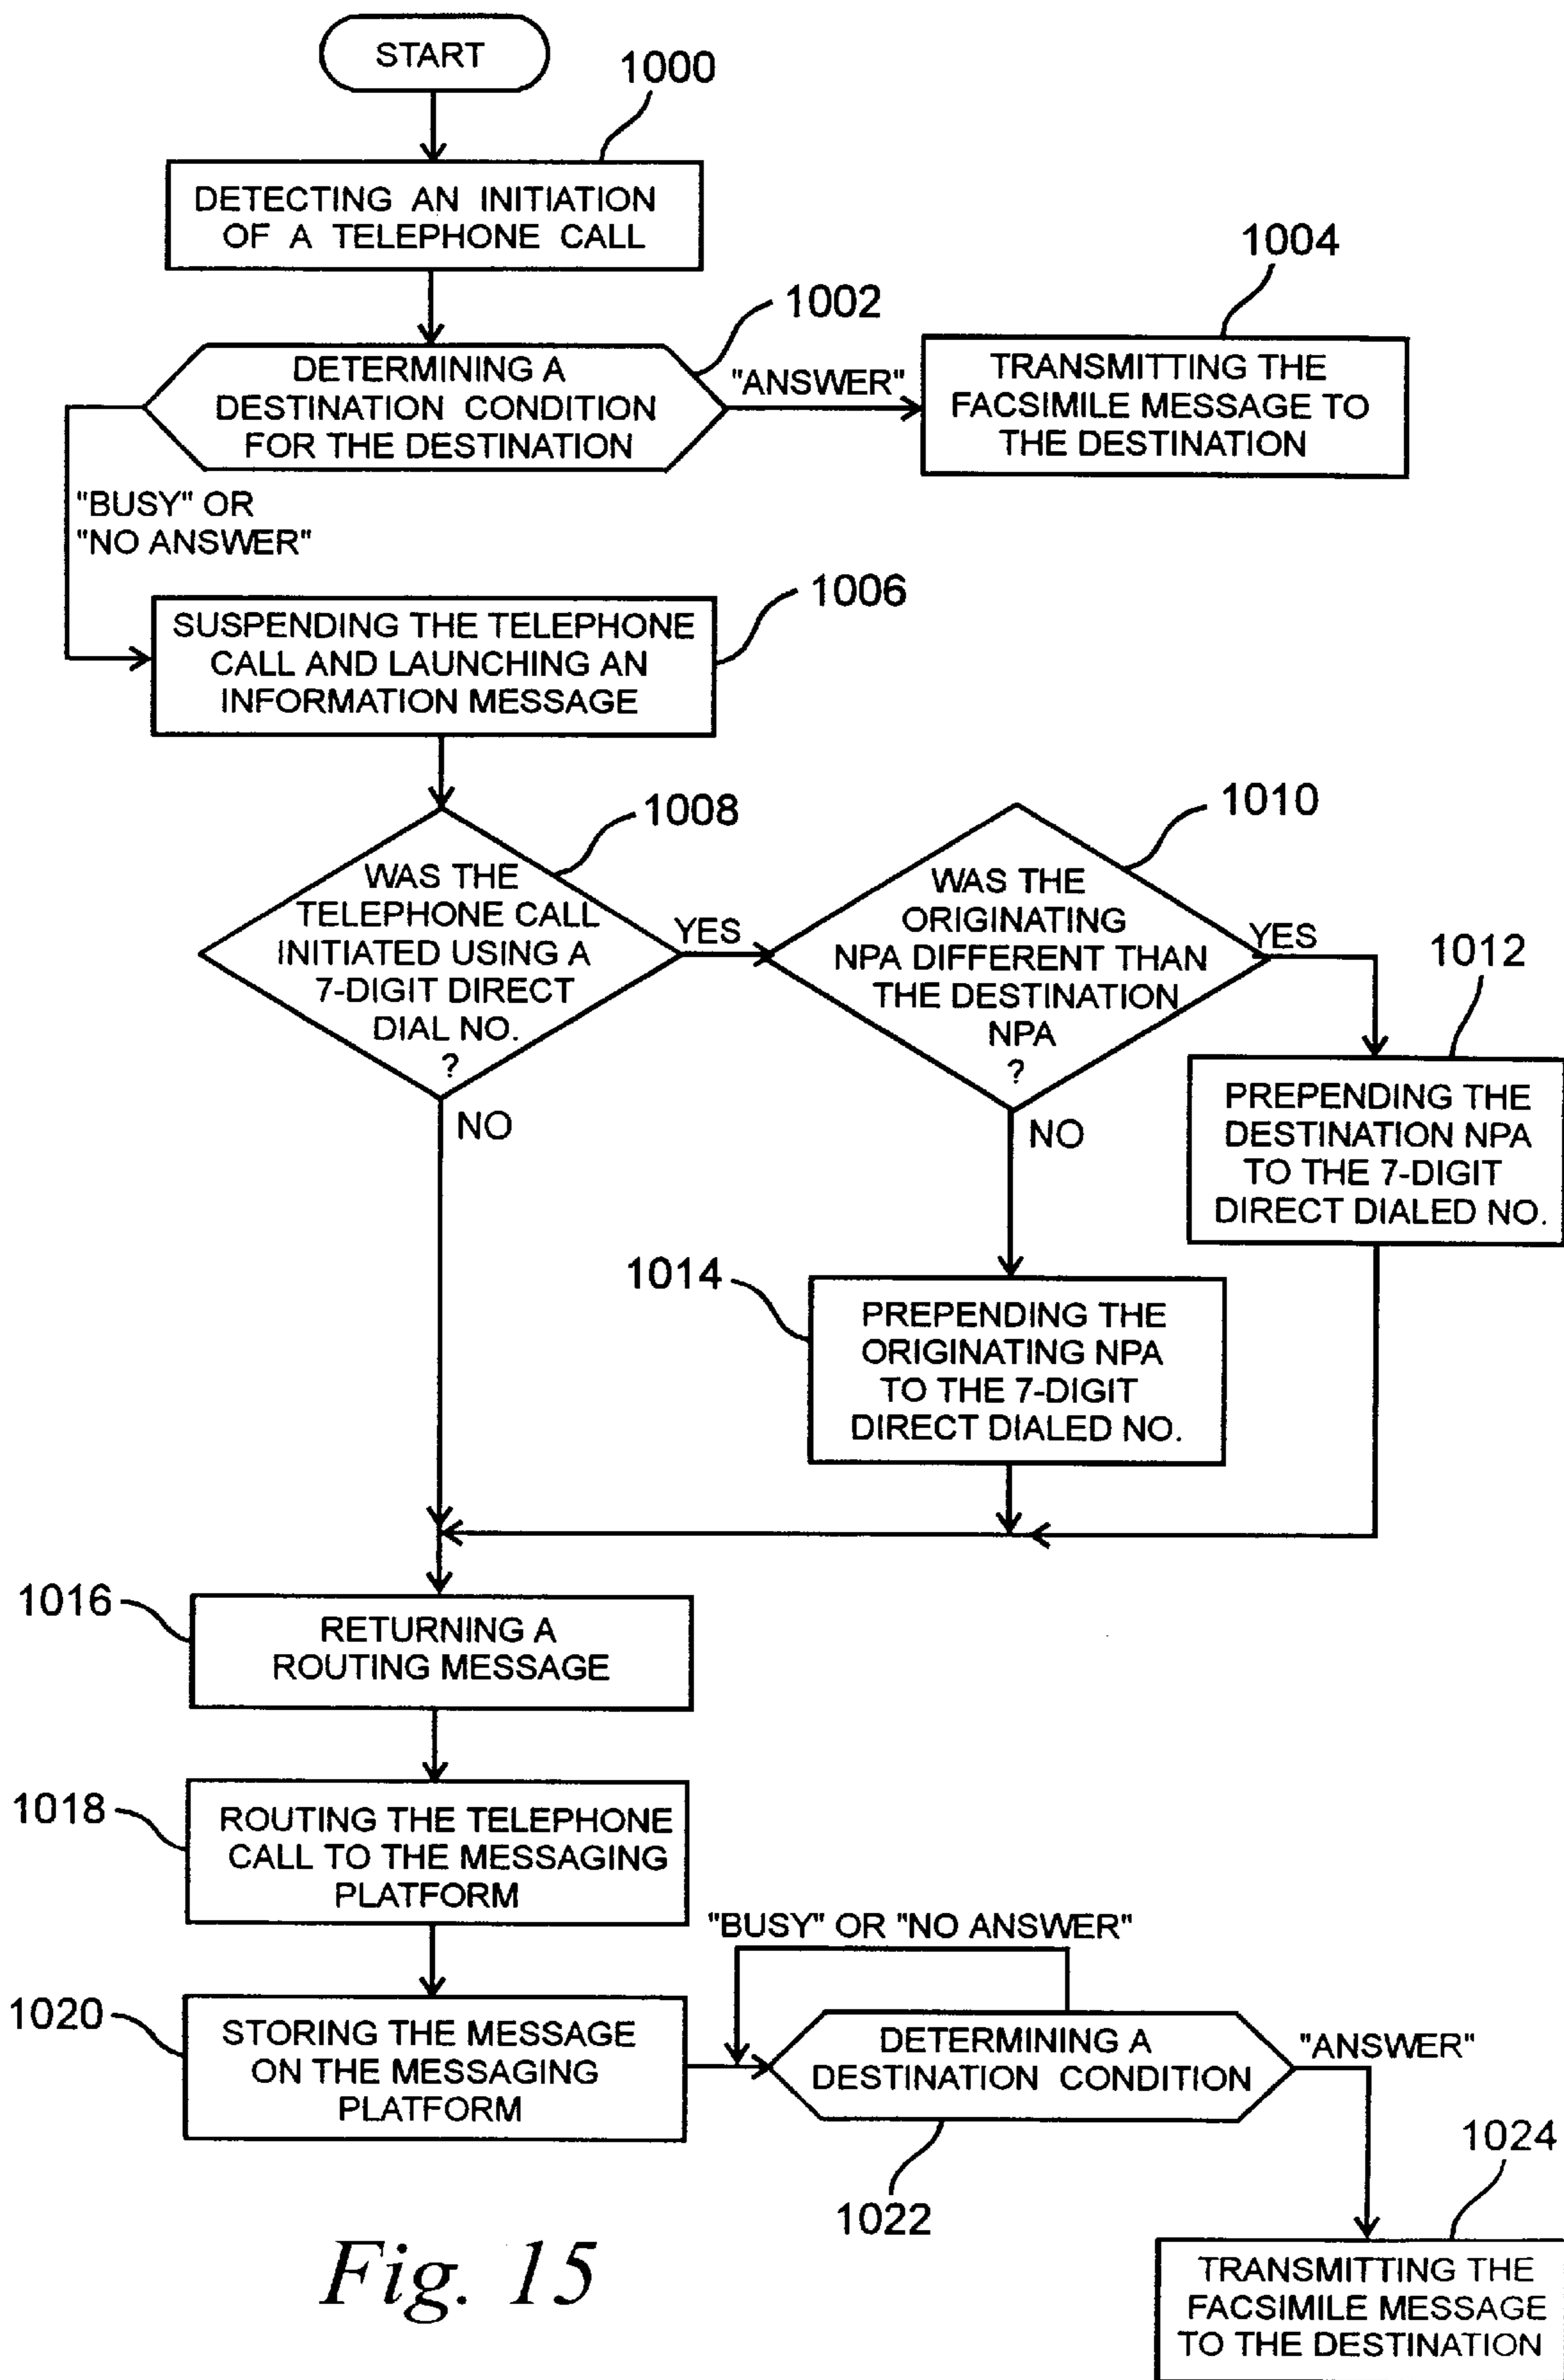 START
1000
DETECTING AN INITIATION
OF A TELEPHONE CALL
1002
DETERMINING A
DESTINATION CONDITION
FOR THE DESTINATION
"ANSWER"
1004
TRANSMITTING THE
FACSIMILE MESSAGE TO
THE DESTINATION
"BUSY" OR
"NO ANSWER"
1006
SUSPENDING THE TELEPHONE
CALL AND LAUNCHING AN
INFORMATION MESSAGE
1008
WAS THE
TELEPHONE CALL
INITIATED USING A
7-DIGIT DIRECT
DIAL NO.
?
YES
NO
1010
WAS THE
ORIGINATING
NPA DIFFERENT THAN
THE DESTINATION
NPA
?
YES
NO
1012
PREPENDING THE
DESTINATION NPA
TO THE 7-DIGIT
DIRECT DIALED NO.
1014
PREPENDING THE
ORIGINATING NPA
TO THE 7-DIGIT
DIRECT DIALED NO.
1016
RETURNING A
ROUTING MESSAGE
1018
ROUTING THE TELEPHONE
CALL TO THE MESSAGING
PLATFORM
1020
STORING THE MESSAGE
ON THE MESSAGING
PLATFORM
"BUSY" OR "NO ANSWER"
DETERMINING A
DESTINATION CONDITION
1022
"ANSWER"
1024
TRANSMITTING THE
FACSIMILE MESSAGE
TO THE DESTINATION
Fig. 15